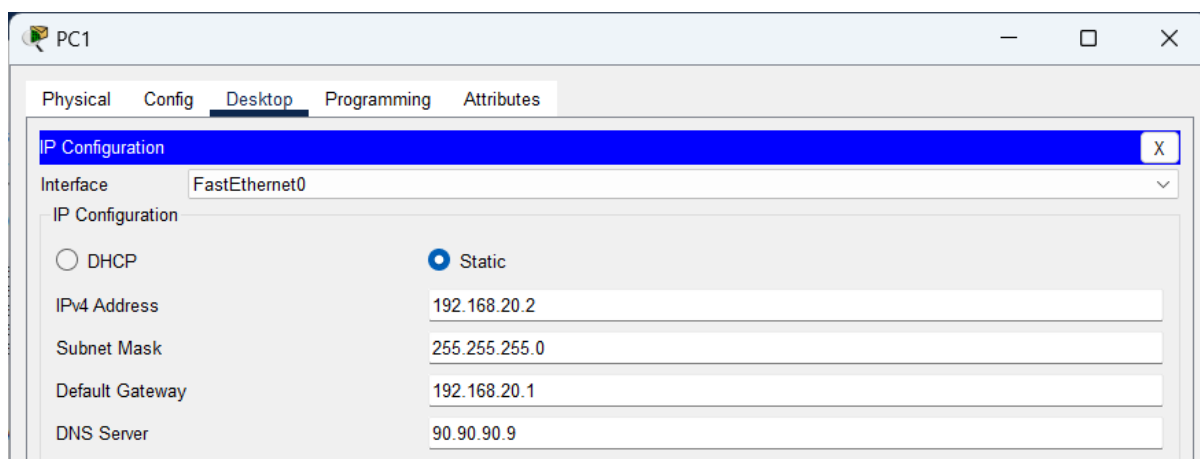 PC1
Physical Config Desktop Programming Attributes
IP Configuration X
Interface FastEthernet0
IP Configuration
DHCP Static
IPv4 Address 192.168.20.2
Subnet Mask 255.255.255.0
Default Gateway 192.168.20.1
DNS Server 90.90.90.9